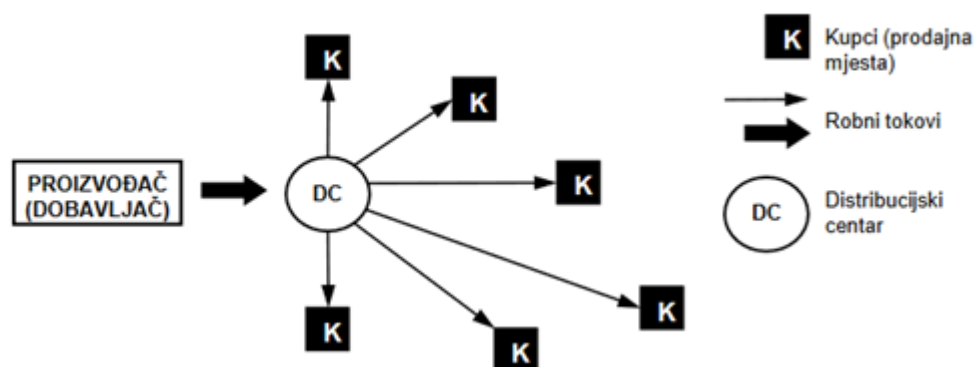 K
K
K
K
K
K
PROIZVOĐAČ
(DOBAVLJAČ)
DC
K
Kupci (prodajna
mjesta)
Robni tokovi
DC
Distribucijski
centar